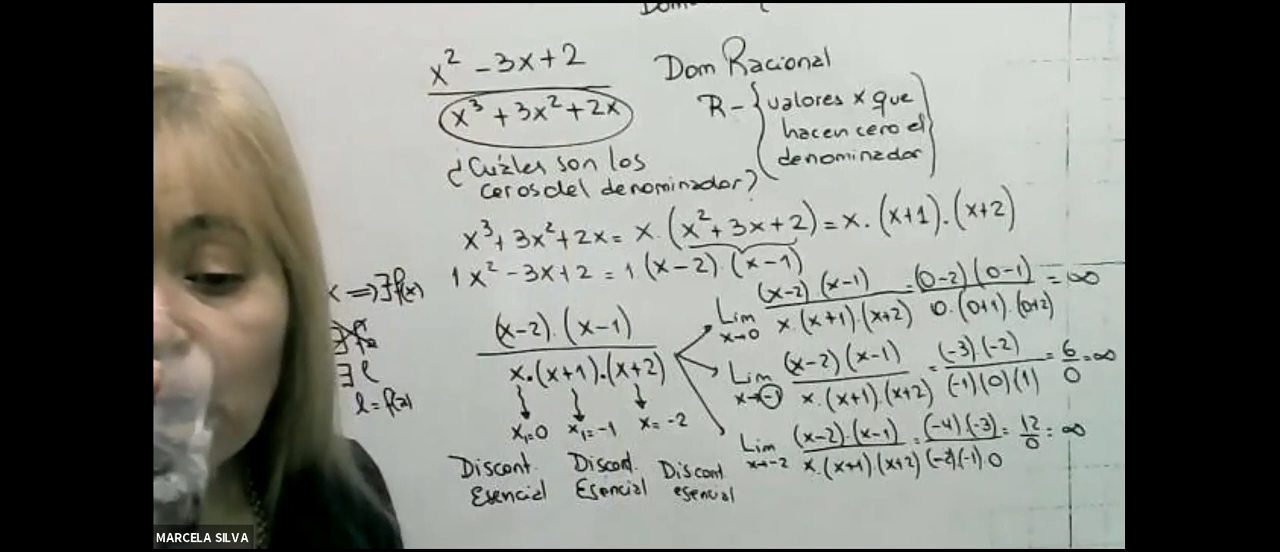 x² - 3x + 2
x³ + 3x² + 2x
Dom Racional
R - {valores x que
hacen cero el
denominador}
¿Cuáles son los
ceros del denominador?
x³ + 3x² + 2x = x.(x² + 3x + 2) = x.(x+1).(x+2)
1x² - 3x + 2 = 1(x-2).(x-1)
x ⇒ ∃ f(x)
∃ l
l = f(a)
(x-2).(x-1)
x.(x+1).(x+2)
x₁=0 x₁=-1 x=-2
Discont. Discont. Discont
Esencial Esencial esencial
Lim x→0 (x-2)(x-1) / x.(x+1).(x+2) = (0-2)(0-1) / 0.(0+1).(0+2) = ∞
Lim x→-1 (x-2)(x-1) / x.(x+1).(x+2) = (-3).(-2) / (-1)(0)(1) = 6/0 = ∞
Lim x→-2 (x-2).(x-1) / x.(x+1)(x+2) = (-4)(-3) / (-2)(-1).0 = 12/0 = ∞
MARCELA SILVA